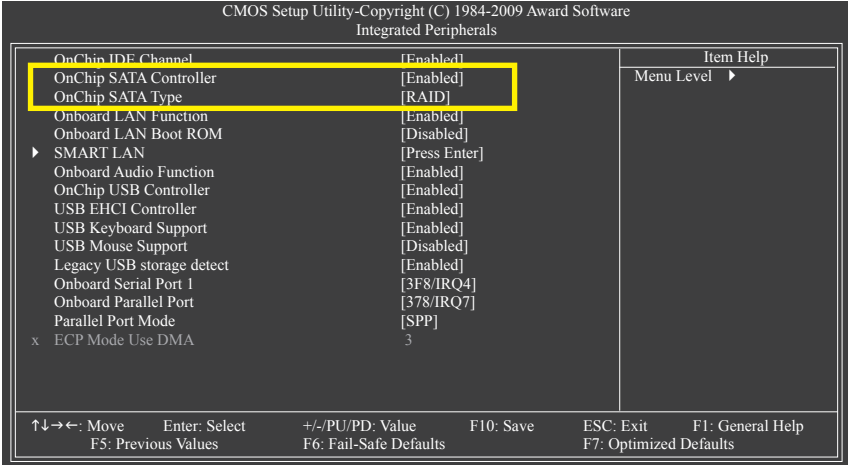 CMOS Setup Utility-Copyright (C) 1984-2009 Award Software
Integrated Peripherals
OnChip IDE Channel [Enabled]
OnChip SATA Controller [Enabled]
OnChip SATA Type [RAID]
Onboard LAN Function [Enabled]
Onboard LAN Boot ROM [Disabled]
SMART LAN [Press Enter]
Onboard Audio Function [Enabled]
OnChip USB Controller [Enabled]
USB EHCI Controller [Enabled]
USB Keyboard Support [Enabled]
USB Mouse Support [Disabled]
Legacy USB storage detect [Enabled]
Onboard Serial Port 1 [3F8/IRQ4]
Onboard Parallel Port [378/IRQ7]
Parallel Port Mode [SPP]
x ECP Mode Use DMA 3
Item Help
Menu Level
↑↓→←: Move Enter: Select +/-/PU/PD: Value F10: Save ESC: Exit F1: General Help
F5: Previous Values F6: Fail-Safe Defaults F7: Optimized Defaults